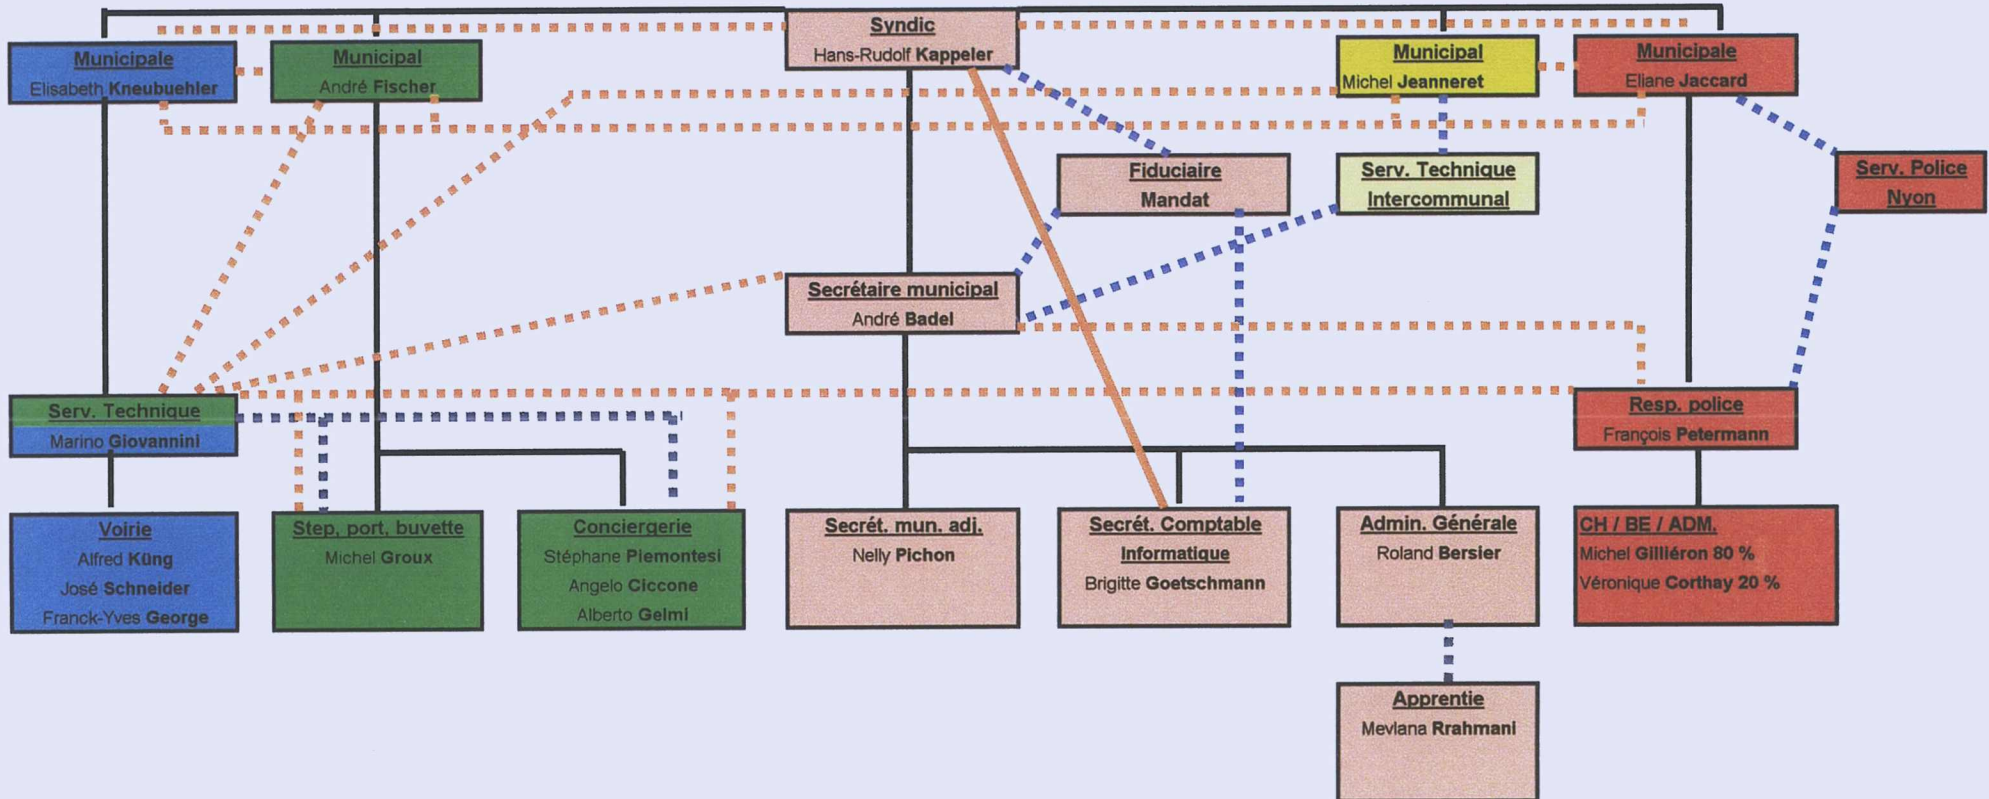 Syndic
Hans-Rudolf Kappeler
Municipale
Elisabeth Kneubuehler
Municipal
André Fischer
Municipal
Michel Jeanneret
Municipale
Eliane Jaccard
Fiduciaire
Mandat
Serv. Technique
Intercommunal
Serv. Police
Nyon
Secrétaire municipal
André Badel
Serv. Technique
Marino Giovannini
Resp. police
François Petermann
Voirie
Alfred Küng
José Schneider
Franck-Yves George
Step, port, buvette
Michel Groux
Conciergerie
Stéphane Piemontesi
Angelo Ciccone
Alberto Gelmi
Secrét. mun. adj.
Nelly Pichon
Secrét. Comptable
Informatique
Brigitte Goetschmann
Admin. Générale
Roland Bersier
CH / BE / ADM.
Michel Gilliéron 80 %
Véronique Corthay 20 %
Apprentie
Mevlana Rrahmani